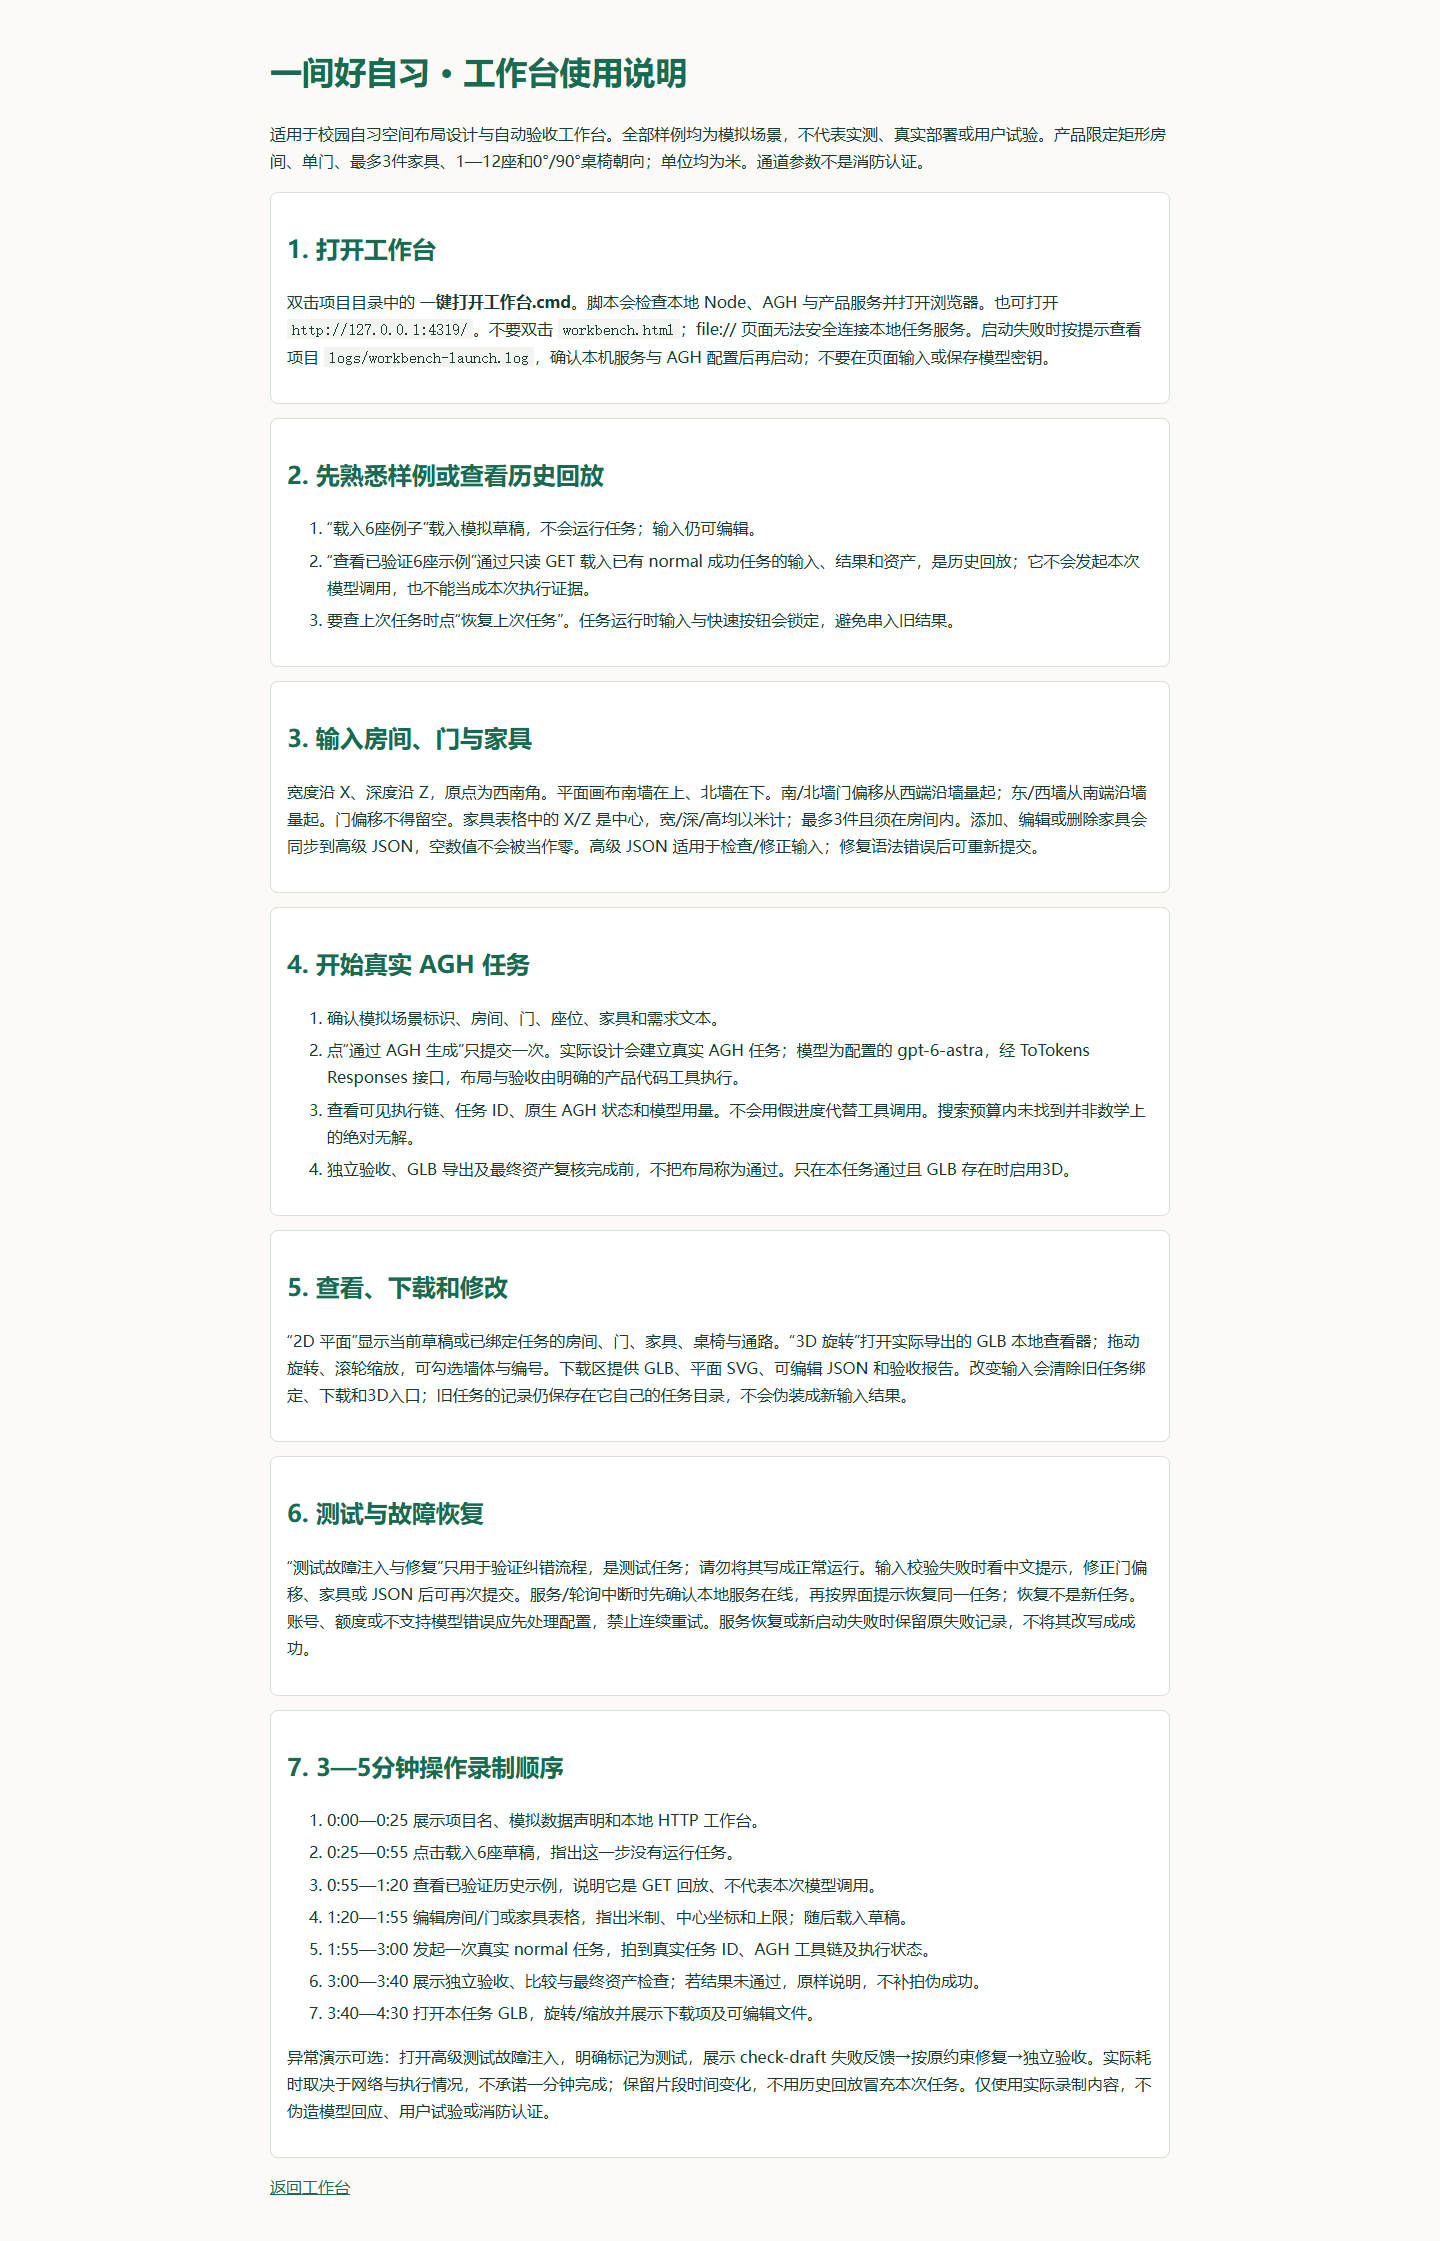 一间好自习 · 工作台使用说明
适用于校园自习空间布局设计与自动验收工作台。全部样例均为模拟场景，不代表实测、真实部署或用户试验。产品限定矩形房
间、单门、最多3件家具、1—12座和0°/90°桌椅朝向；单位均为米。通道参数不是消防认证。
1. 打开工作台
双击项目目录中的 一键打开工作台.cmd。脚本会检查本地 Node、AGH 与产品服务并打开浏览器。也可打开
http://127.0.0.1:4319/。不要双击 workbench.html；file:// 页面无法安全连接本地任务服务。启动失败时按提示查看
项目 logs/workbench-launch.log，确认本机服务与 AGH 配置后再启动；不要在页面输入或保存模型密钥。
2. 先熟悉样例或查看历史回放
1. “载入6座例子”载入模拟草稿，不会运行任务；输入仍可编辑。
2. “查看已验证6座示例”通过只读 GET 载入已有 normal 成功任务的输入、结果和资产，是历史回放；它不会发起本次
模型调用，也不能当成本次执行证据。
3. 要查上次任务时点“恢复上次任务”。任务运行时输入与快速按钮会锁定，避免串入旧结果。
3. 输入房间、门与家具
宽度沿 X、深度沿 Z，原点为西南角。平面画布南墙在上、北墙在下。南/北墙门偏移从西端沿墙量起；东/西墙从南端沿墙
量起。门偏移不得留空。家具表格中的 X/Z 是中心，宽/深/高均以米计；最多3件且须在房间内。添加、编辑或删除家具会
同步到高级 JSON，空数值不会被当作零。高级 JSON 适用于检查/修正输入；修复语法错误后可重新提交。
4. 开始真实 AGH 任务
1. 确认模拟场景标识、房间、门、座位、家具和需求文本。
2. 点“通过 AGH 生成”只提交一次。实际设计会建立真实 AGH 任务；模型为配置的 gpt-6-astra，经 ToTokens
Responses 接口，布局与验收由明确的产品代码工具执行。
3. 查看可见执行链、任务 ID、原生 AGH 状态和模型用量。不会用假进度代替工具调用。搜索预算内未找到并非数学上
的绝对无解。
4. 独立验收、GLB 导出及最终资产复核完成前，不把布局称为通过。只在本任务通过且 GLB 存在时启用3D。
5. 查看、下载和修改
“2D 平面”显示当前草稿或已绑定任务的房间、门、家具、桌椅与通路。“3D 旋转”打开实际导出的 GLB 本地查看器；拖动
旋转、滚轮缩放，可勾选墙体与编号。下载区提供 GLB、平面 SVG、可编辑 JSON 和验收报告。改变输入会清除旧任务绑
定、下载和3D入口；旧任务的记录仍保存在它自己的任务目录，不会伪装成新输入结果。
6. 测试与故障恢复
“测试故障注入与修复”只用于验证纠错流程，是测试任务；请勿将其写成正常运行。输入校验失败时看中文提示，修正门偏
移、家具或 JSON 后可再次提交。服务/轮询中断时先确认本地服务在线，再按界面提示恢复同一任务；恢复不是新任务。
账号、额度或不支持模型错误应先处理配置，禁止连续重试。服务恢复或新启动失败时保留原失败记录，不将其改写成成
功。
7. 3—5分钟操作录制顺序
1. 0:00—0:25 展示项目名、模拟数据声明和本地 HTTP 工作台。
2. 0:25—0:55 点击载入6座草稿，指出这一步没有运行任务。
3. 0:55—1:20 查看已验证历史示例，说明它是 GET 回放、不代表本次模型调用。
4. 1:20—1:55 编辑房间/门或家具表格，指出米制、中心坐标和上限；随后载入草稿。
5. 1:55—3:00 发起一次真实 normal 任务，拍到真实任务 ID、AGH 工具链及执行状态。
6. 3:00—3:40 展示独立验收、比较与最终资产检查；若结果未通过，原样说明，不补拍伪成功。
7. 3:40—4:30 打开本任务 GLB，旋转/缩放并展示下载项及可编辑文件。
异常演示可选：打开高级测试故障注入，明确标记为测试，展示 check-draft 失败反馈→按原约束修复→独立验收。实际耗
时取决于网络与执行情况，不承诺一分钟完成；保留片段时间变化，不用历史回放冒充本次任务。仅使用实际录制内容，不
伪造模型回应、用户试验或消防认证。
返回工作台